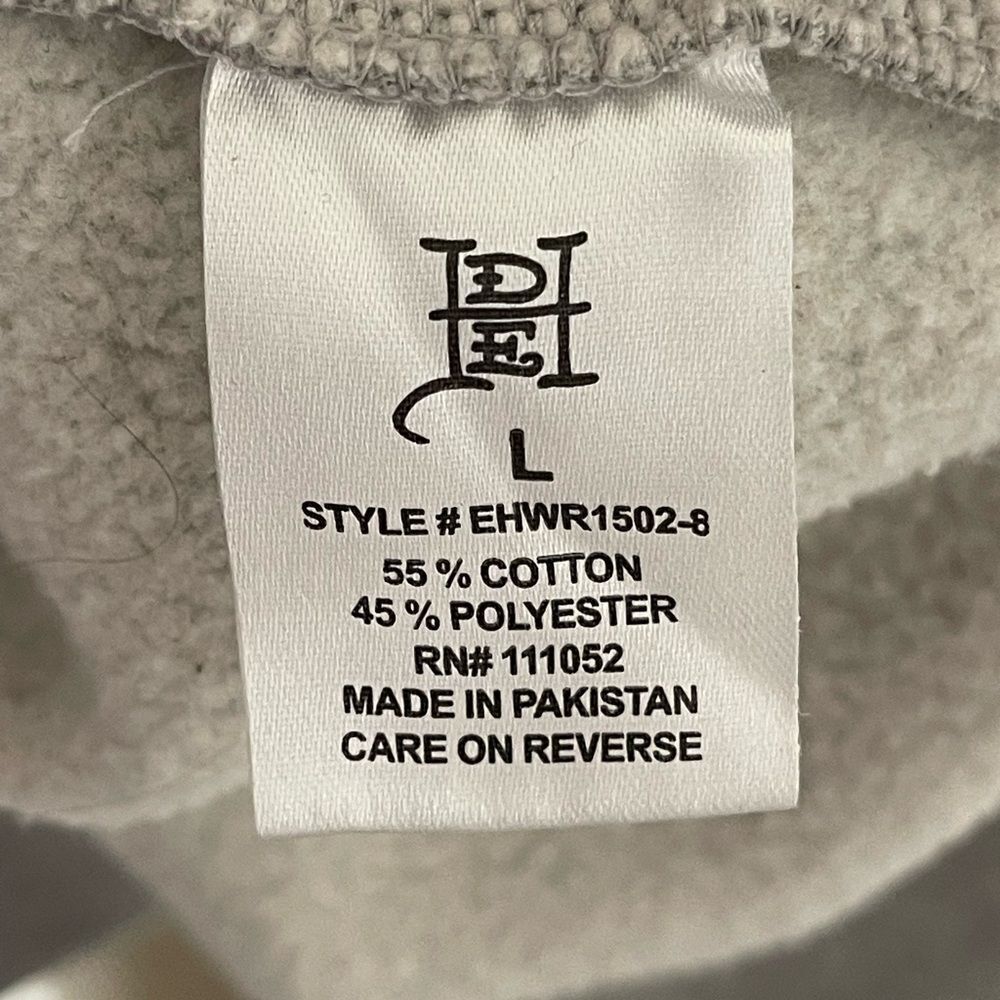 H
D
E
L
STYLE # EHWR1502-8
55 % COTTON
45 % POLYESTER
RN# 111052
MADE IN PAKISTAN
CARE ON REVERSE